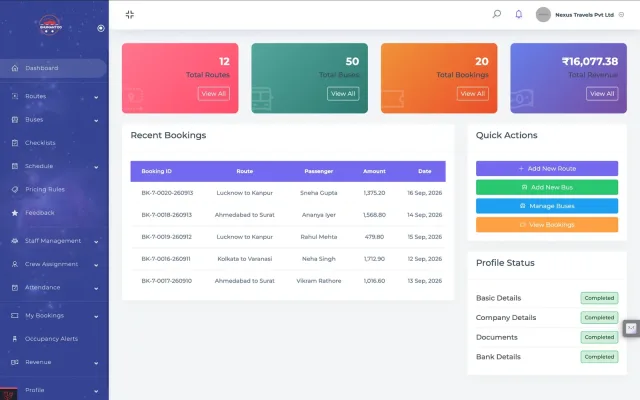 Nexus Travels Pvt Ltd
Dashboard
Routes
Buses
Checklists
Schedule
Pricing Rules
Feedback
Staff Management
Crew Assignment
Attendance
My Bookings
Occupancy Alerts
Revenue
Profile
12
Total Routes
View All
50
Total Buses
View All
20
Total Bookings
View All
₹16,077.38
Total Revenue
View All
Recent Bookings
Booking ID Route Passenger Amount Date
BK-7-0020-260913 Lucknow to Kanpur Sneha Gupta 1,375.20 16 Sep, 2026
BK-7-0018-260913 Ahmedabad to Surat Ananya Iyer 1,568.80 14 Sep, 2026
BK-7-0019-260912 Lucknow to Kanpur Rahul Mehta 479.80 15 Sep, 2026
BK-7-0016-260911 Kolkata to Varanasi Neha Singh 1,712.90 12 Sep, 2026
BK-7-0017-260910 Ahmedabad to Surat Vikram Rathore 1,016.60 13 Sep, 2026
Quick Actions
Add New Route
Add New Bus
Manage Buses
View Bookings
Profile Status
Basic Details Completed
Company Details Completed
Documents Completed
Bank Details Completed